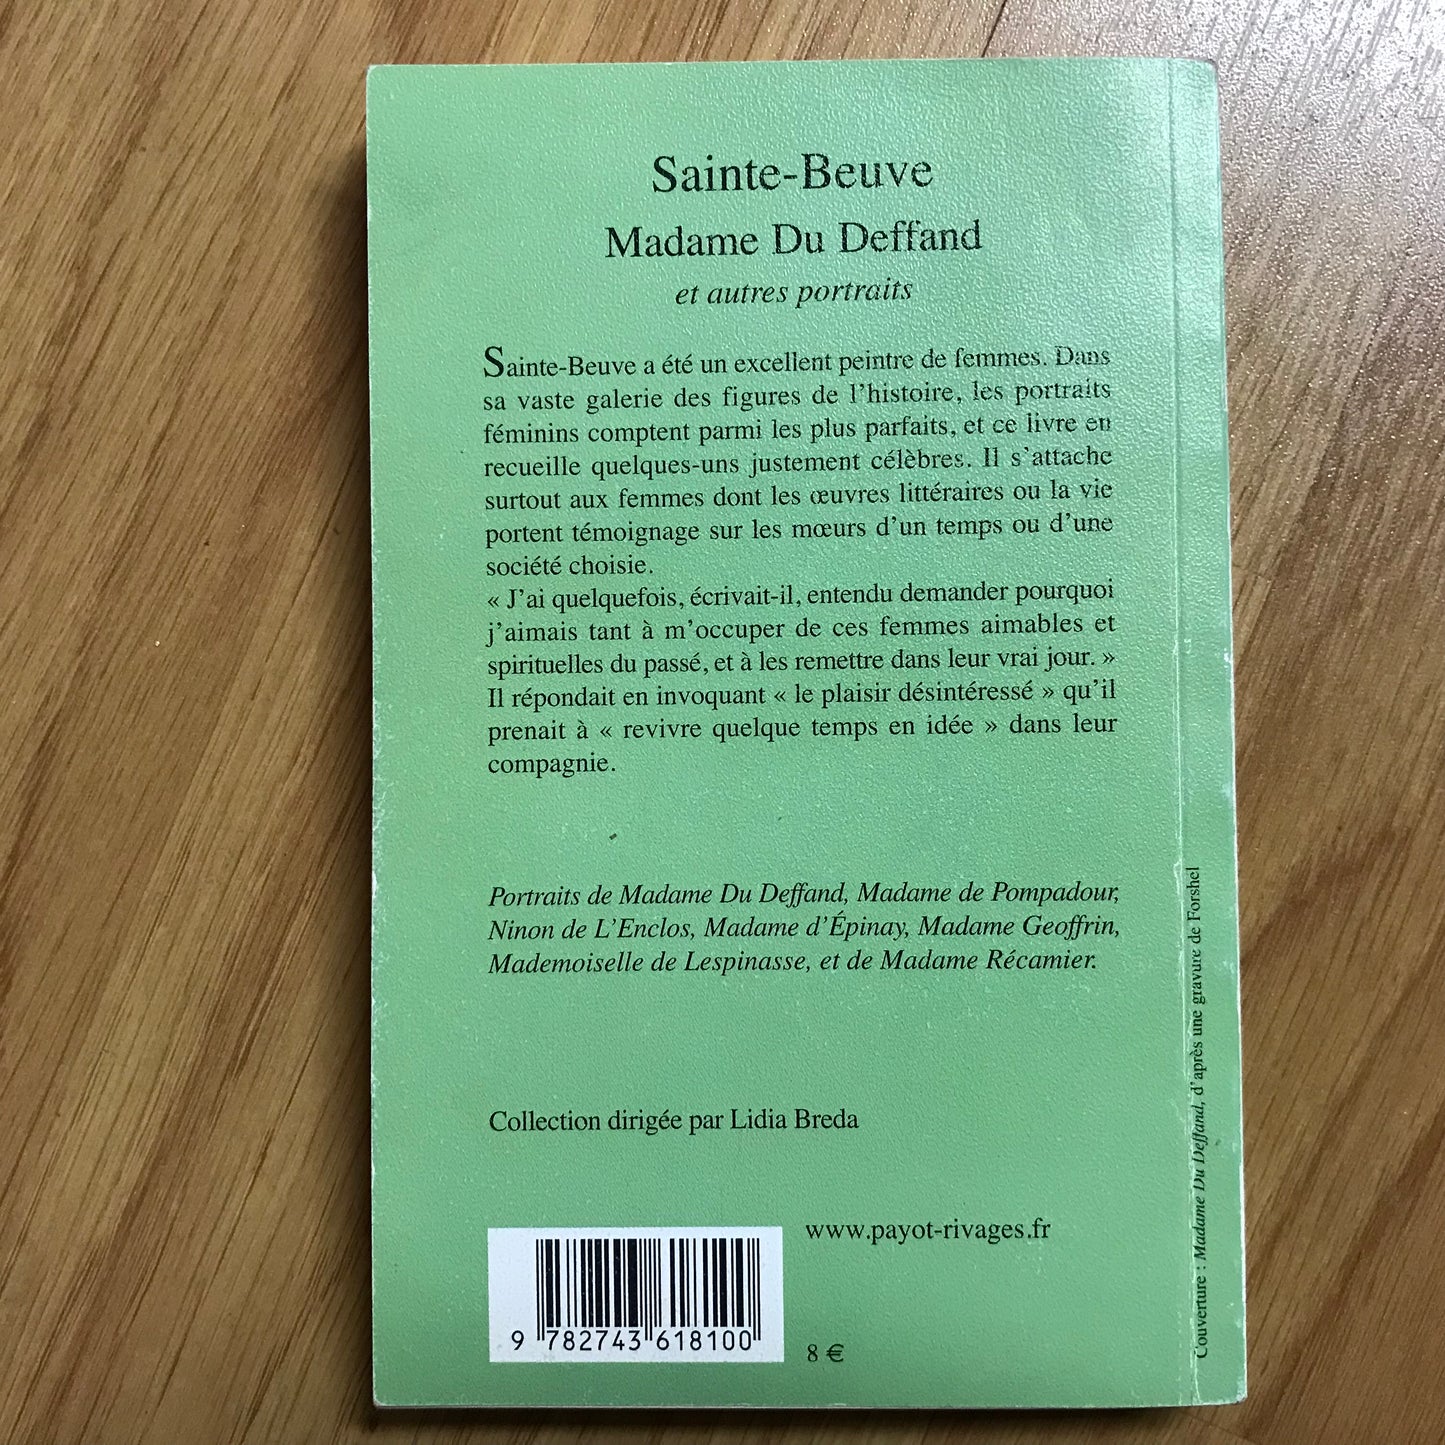 Sainte-Beuve
Madame Du Deffand
et autres portraits
Sainte-Beuve a été un excellent peintre de femmes. Dans
sa vaste galerie des figures de l'histoire, les portraits
féminins comptent parmi les plus parfaits, et ce livre en
recueille quelques-uns justement célèbres. Il s'attache
surtout aux femmes dont les œuvres littéraires ou la vie
portent témoignage sur les mœurs d'un temps ou d'une
société choisie.
« J'ai quelquefois, écrivait-il, entendu demander pourquoi
j'aimais tant à m'occuper de ces femmes aimables et
spirituelles du passé, et à les remettre dans leur vrai jour. »
Il répondait en invoquant « le plaisir désintéressé » qu'il
prenait à « revivre quelque temps en idée » dans leur
compagnie.
Portraits de Madame Du Deffand, Madame de Pompadour,
Ninon de L'Enclos, Madame d'Épinay, Madame Geoffrin,
Mademoiselle de Lespinasse, et de Madame Récamier.
Collection dirigée par Lidia Breda
www.payot-rivages.fr
9 782743 618100
8 €
Couverture : Madame Du Deffand, d'après une gravure de Forshel